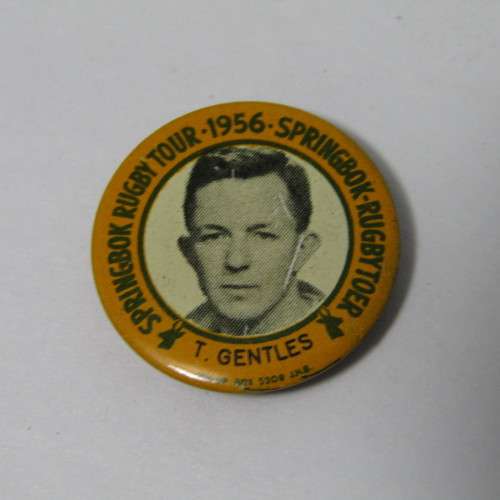 SPRINGBOK RUGBY TOUR · 1956 · SPRINGBOK-RUGBYTOER
T. GENTLES